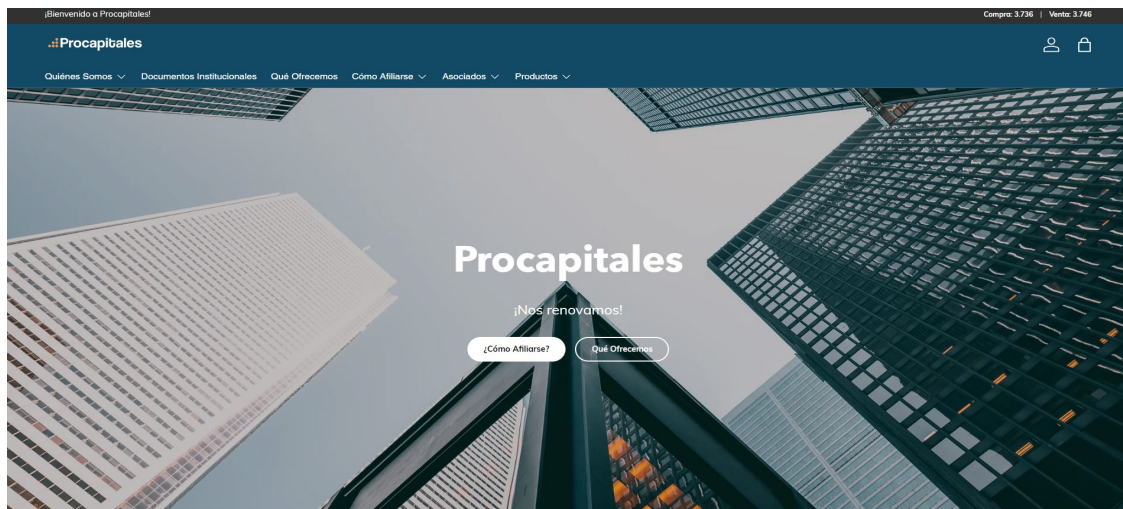 ¡Bienvenido a Procapitales!
Compra: 3.736 | Venta: 3.746
Procapitales
Quiénes Somos Documentos Institucionales Qué Ofrecemos Cómo Afiliarse Asociados Productos
Procapitales
¡Nos renovamos!
¿Cómo Afiliarse? Qué Ofrecemos